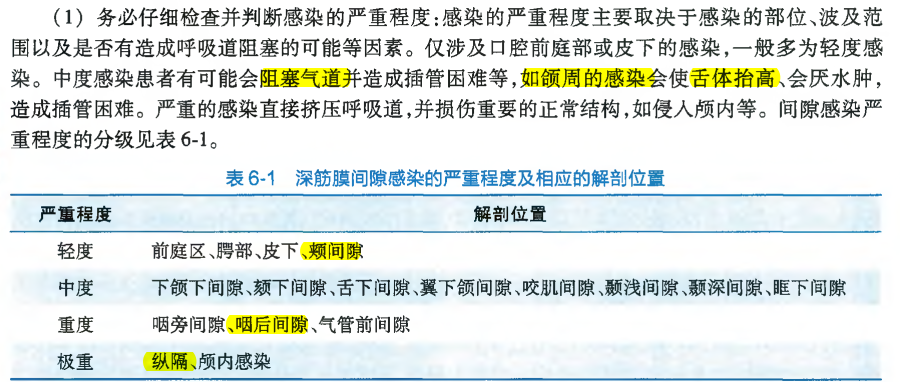 (1) 务必仔细检查并判断感染的严重程度:感染的严重程度主要取决于感染的部位、波及范
围以及是否有造成呼吸道阻塞的可能等因素。仅涉及口腔前庭部或皮下的感染,一般多为轻度感
染。中度感染患者有可能会阻塞气道并造成插管困难等,如颌周的感染会使舌体抬高、会厌水肿,
造成插管困难。严重的感染直接挤压呼吸道,并损伤重要的正常结构,如侵入颅内等。间隙感染严
重程度的分级见表 6-1。
表 6-1 深筋膜间隙感染的严重程度及相应的解剖位置
严重程度 解剖位置
轻度 前庭区、腭部、皮下、颊间隙
中度 下颌下间隙、颏下间隙、舌下间隙、翼下颌间隙、咬肌间隙、颞浅间隙、颞深间隙、眶下间隙
重度 咽旁间隙、咽后间隙、气管前间隙
极重 纵隔、颅内感染